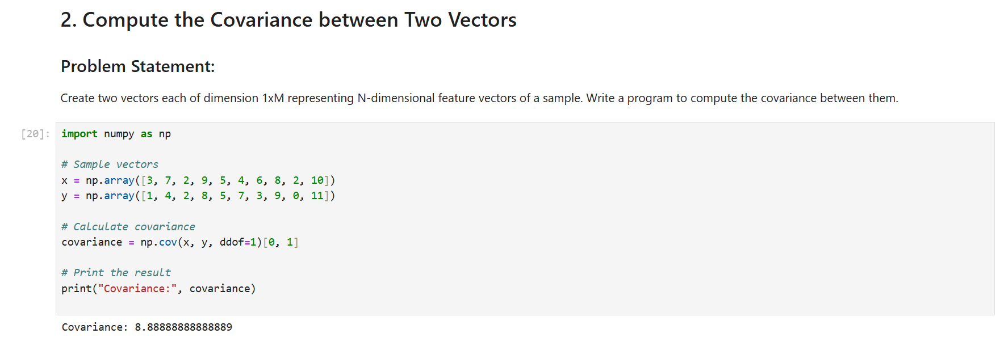 2. Compute the Covariance between Two Vectors
Problem Statement:
Create two vectors each of dimension 1xM representing N-dimensional feature vectors of a sample. Write a program to compute the covariance between them.
[20]:
import numpy as np
# Sample vectors
x = np.array([3, 7, 2, 9, 5, 4, 6, 8, 2, 10])
y = np.array([1, 4, 2, 8, 5, 7, 3, 9, 0, 11])
# Calculate covariance
covariance = np.cov(x, y, ddof=1)[0, 1]
# Print the result
print("Covariance:", covariance)
Covariance: 8.88888888888889